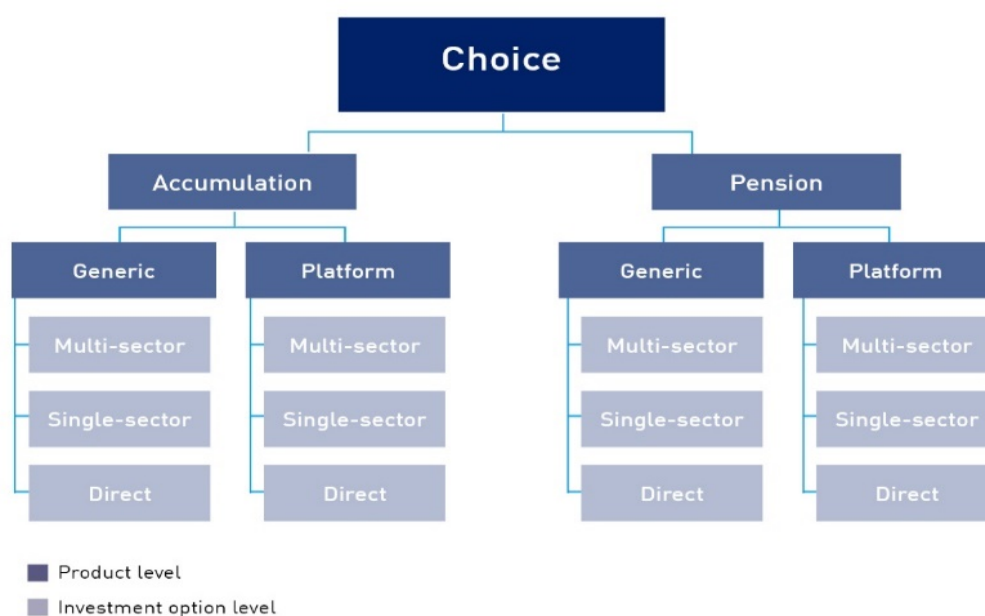 Choice
Accumulation
Pension
Generic
Platform
Generic
Platform
Multi-sector
Multi-sector
Multi-sector
Multi-sector
Single-sector
Single-sector
Single-sector
Single-sector
Direct
Direct
Direct
Direct
Product level
Investment option level